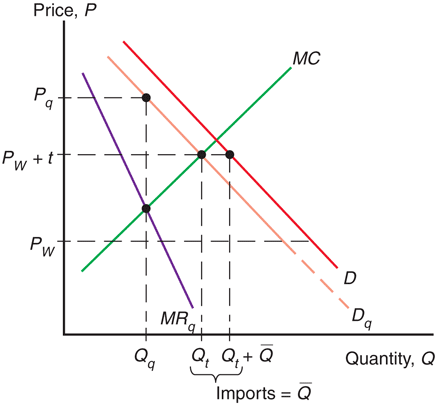 Price, P
MC
P_q
P_W + t
P_W
D
D_q
MR_q
Q_q
Q_t
Q_t + Q̅
Quantity, Q
Imports = Q̅